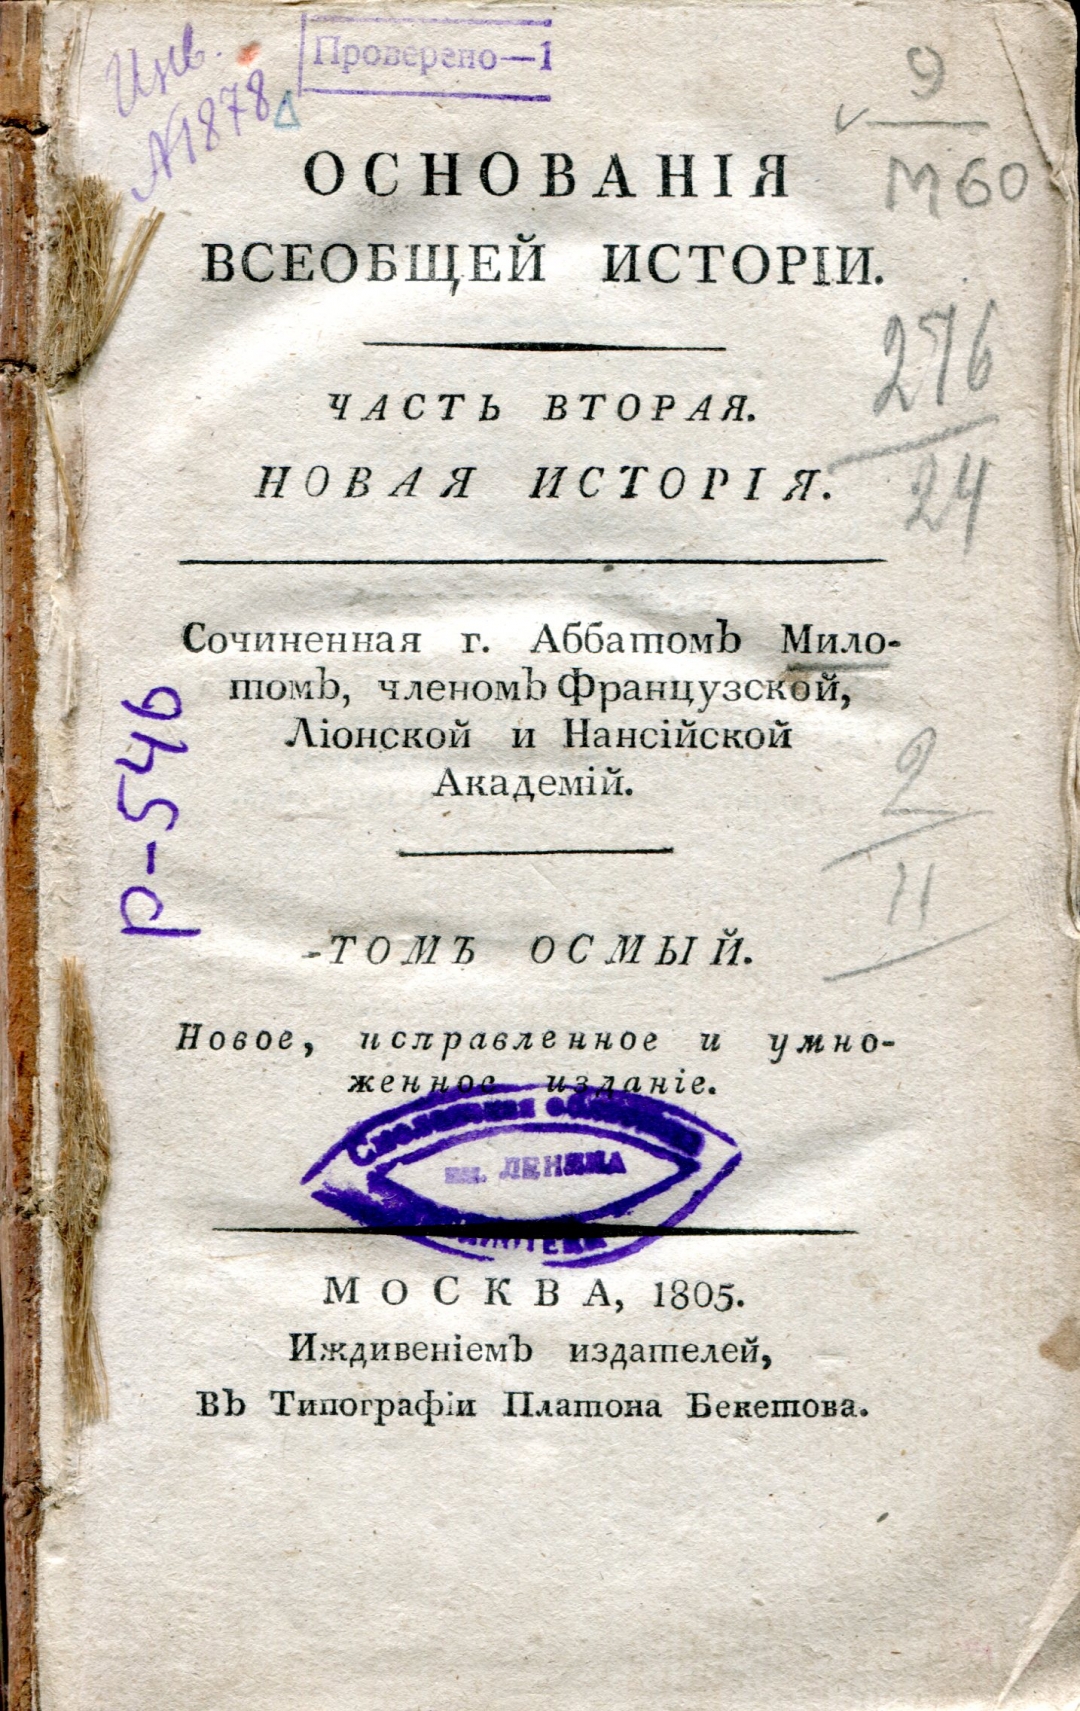 Инв.
№1878
Проверено—1
9
М60
ОСНОВАНІЯ
ВСЕОБЩЕЙ ИСТОРІИ.
276
24
ЧАСТЬ ВТОРАЯ.
НОВАЯ ИСТОРІЯ.
Сочиненная г. Аббатомъ Мило-
томъ, членомъ Французской,
Ліонской и Нансійской
Академій.
р-546
2
11
ТОМЪ ОСМЫЙ.
Новое, исправленное и умно-
женное изданіе.
Смоленская областная
им. ЛЕНИНА
МОСКВА, 1805.
Иждивеніемъ издателей,
Въ Типографіи Платона Бекетова.